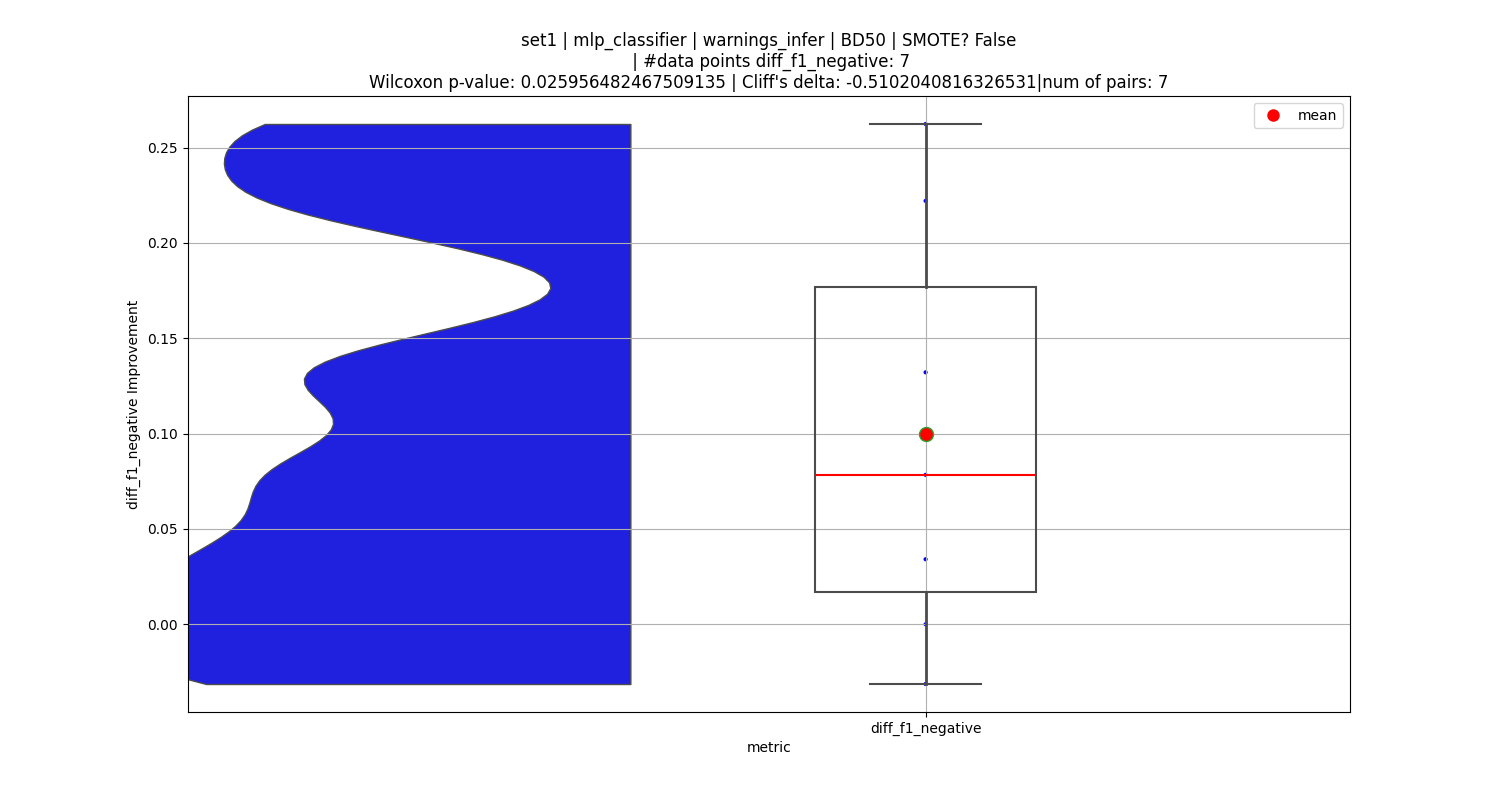 set1 | mlp_classifier | warnings_infer | BD50 | SMOTE? False
| #data points diff_f1_negative: 7
Wilcoxon p-value: 0.025956482467509135 | Cliff's delta: -0.5102040816326531|num of pairs: 7
mean
0.25
0.20
0.15
0.10
0.05
0.00
diff_f1_negative Improvement
diff_f1_negative
metric